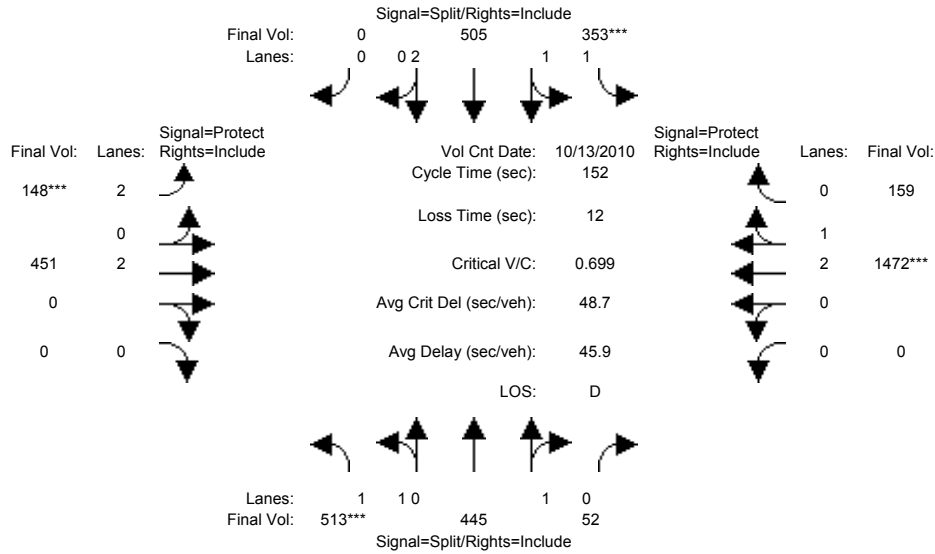 Signal=Split/Rights=Include
Final Vol: 0 505 353***
Lanes: 0 0 2 1 1
Signal=Protect Signal=Protect
Final Vol: Lanes: Rights=Include Vol Cnt Date: 10/13/2010 Rights=Include Lanes: Final Vol:
Cycle Time (sec): 152
148*** 2 0 159
Loss Time (sec): 12
0 1
451 2 Critical V/C: 0.699 2 1472***
0 Avg Crit Del (sec/veh): 48.7 0
0 0 Avg Delay (sec/veh): 45.9 0 0
LOS: D
Lanes: 1 1 0 1 0
Final Vol: 513*** 445 52
Signal=Split/Rights=Include